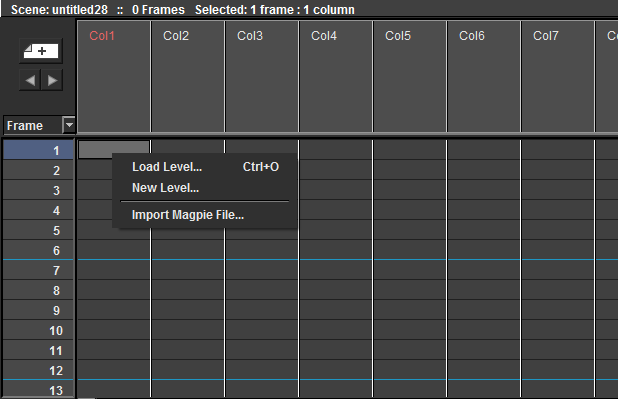 Scene: untitled28 :: 0 Frames Selected: 1 frame : 1 column
Col1 Col2 Col3 Col4 Col5 Col6 Col7
Frame
1
2
Load Level... Ctrl+O
3
New Level...
4
Import Magpie File...
5
6
7
8
9
10
11
12
13